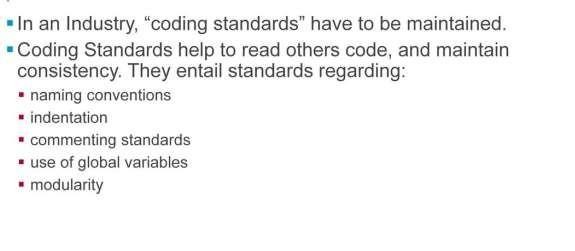 In an Industry, “coding standards” have to be maintained.
Coding Standards help to read others code, and maintain
consistency. They entail standards regarding:
naming conventions
indentation
commenting standards
use of global variables
modularity